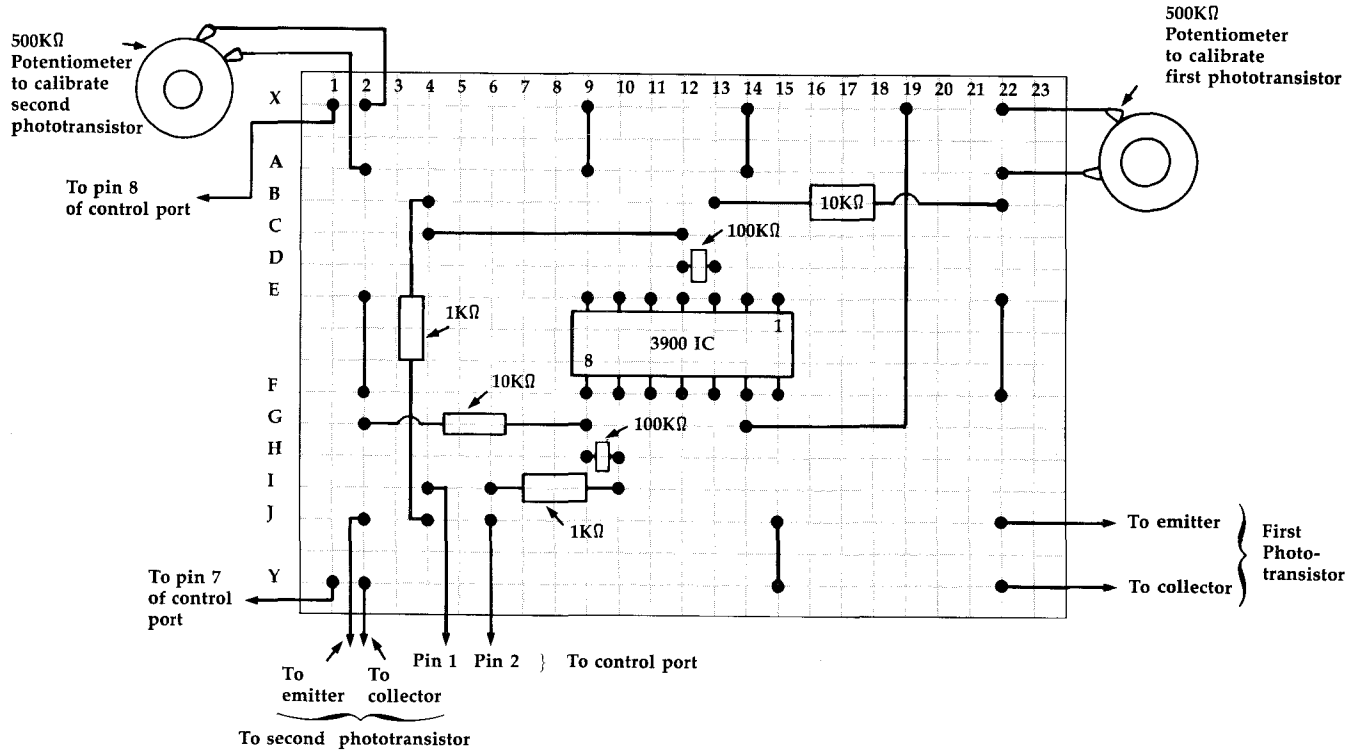 500KΩ
Potentiometer
to calibrate
second
phototransistor
500KΩ
Potentiometer
to calibrate
first phototransistor
1 2 3 4 5 6 7 8 9 10 11 12 13 14 15 16 17 18 19 20 21 22 23
X
A
B
C
D
E
F
G
H
I
J
Y
To pin 8
of control port
10KΩ
100KΩ
1KΩ
1
3900 IC
8
10KΩ
100KΩ
1KΩ
To emitter
To collector
First
Photo-
transistor
To pin 7
of control
port
Pin 1 Pin 2 } To control port
To
emitter
To
collector
To second phototransistor